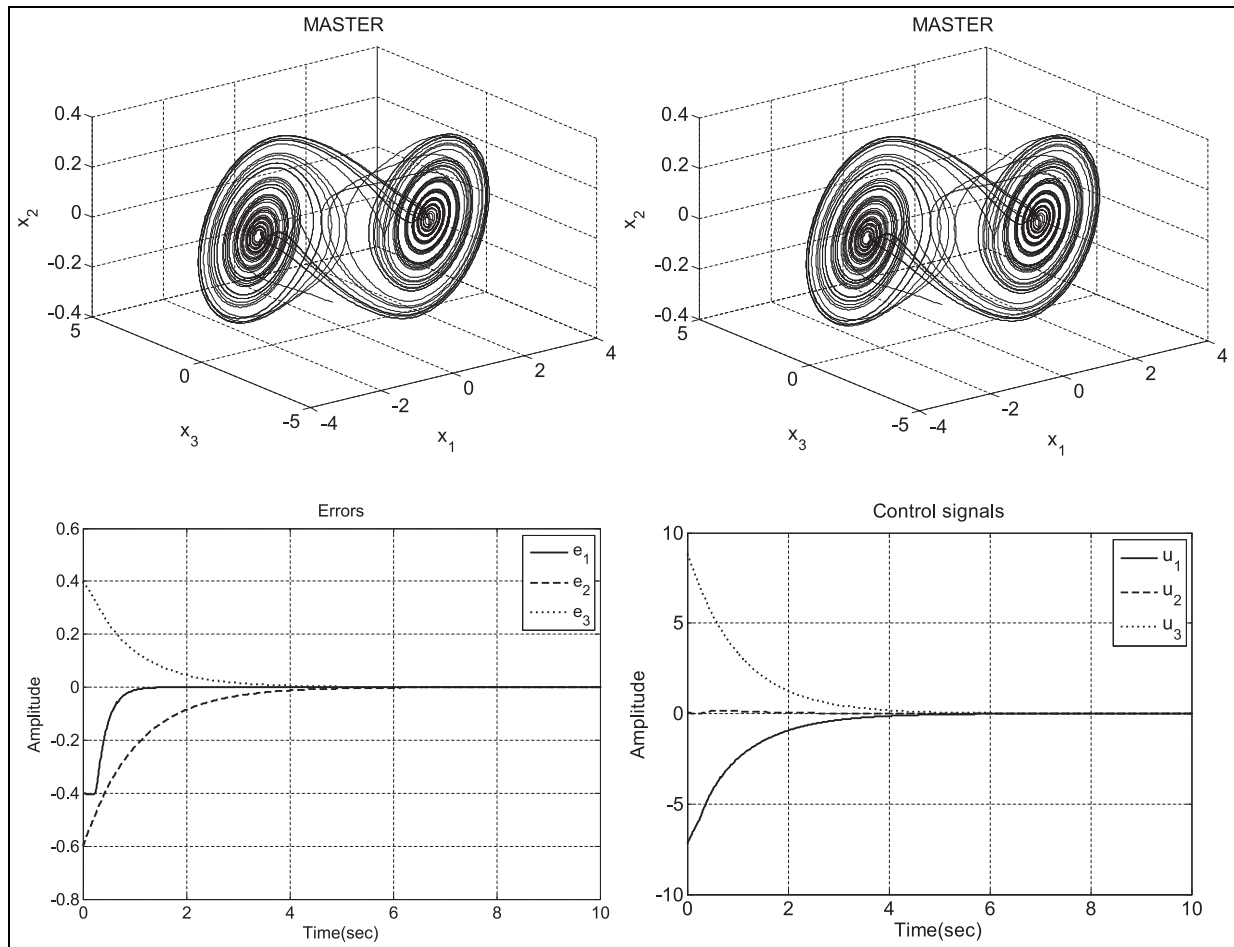 MASTER
0.4
0.2
0
-0.2
-0.4
x2
5
0
-5
x3
-4
-2
0
2
4
x1
MASTER
0.4
0.2
0
-0.2
-0.4
x2
5
0
-5
x3
-4
-2
0
2
4
x1
Errors
0.6
0.4
0.2
0
-0.2
-0.4
-0.6
-0.8
Amplitude
e1
e2
e3
0
2
4
6
8
10
Time(sec)
Control signals
10
5
0
-5
-10
Amplitude
u1
u2
u3
0
2
4
6
8
10
Time(sec)